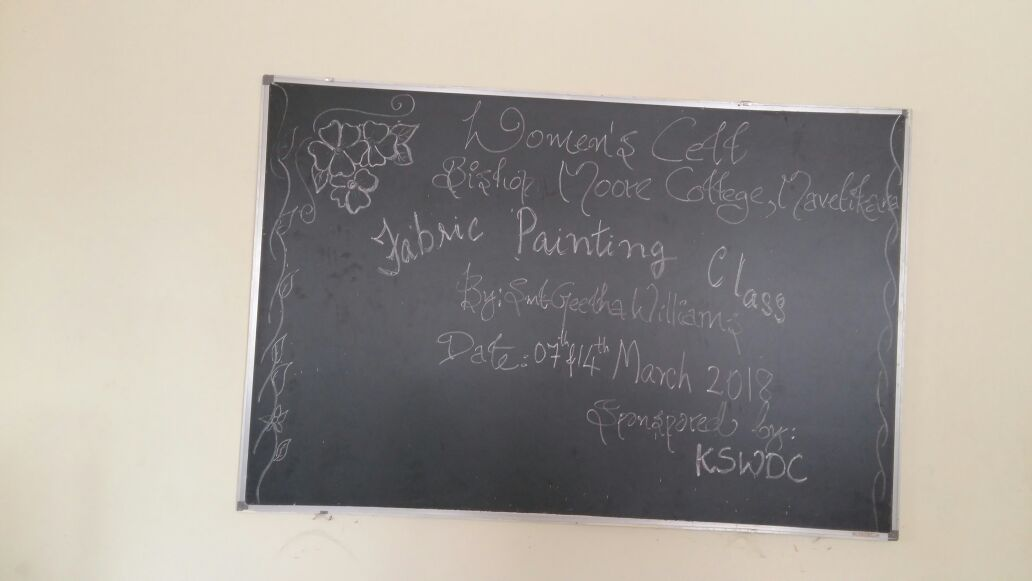 Women's Cell
Bishop Moore College, Mavelikara
Fabric Painting Class
By: Smt Geetha Williams
Date: 07th & 14th March 2018
Sponsored by:
KSWDC